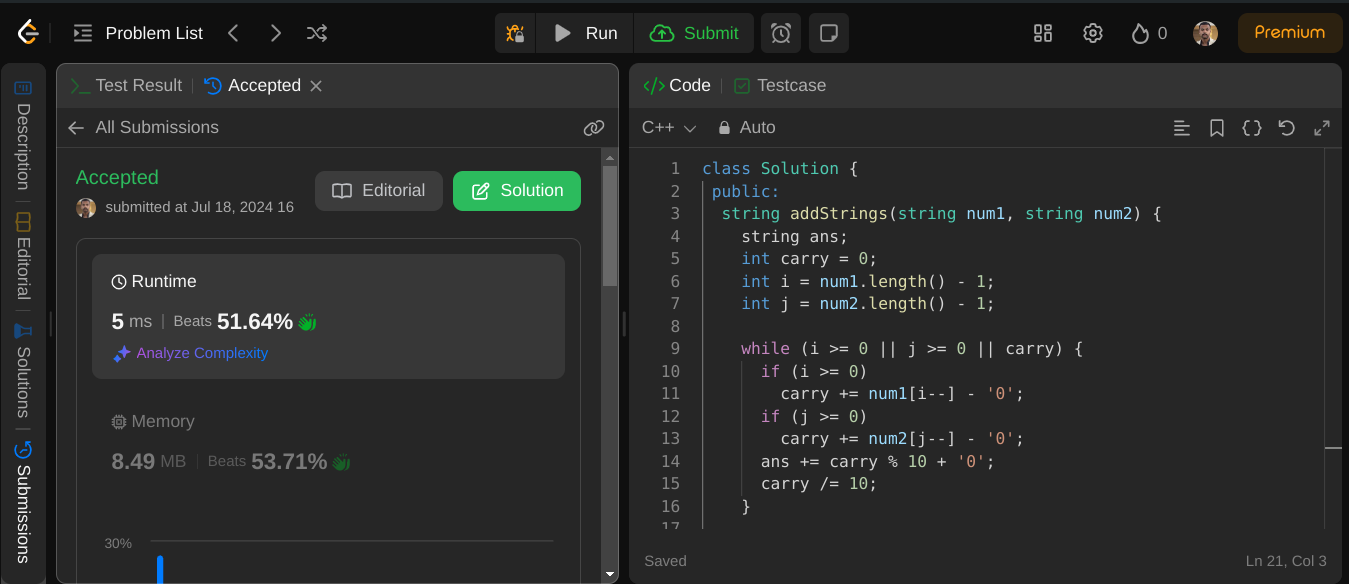 Problem List
Run
Submit
0
Premium
Description
Editorial
Solutions
Submissions
Test Result
Accepted
All Submissions
Accepted
submitted at Jul 18, 2024 16
Editorial
Solution
Runtime
5 ms | Beats 51.64%
Analyze Complexity
Memory
8.49 MB | Beats 53.71%
30%
</> Code
Testcase
C++
Auto
1 class Solution {
2 public:
3 string addStrings(string num1, string num2) {
4 string ans;
5 int carry = 0;
6 int i = num1.length() - 1;
7 int j = num2.length() - 1;
8
9 while (i >= 0 || j >= 0 || carry) {
10 if (i >= 0)
11 carry += num1[i--] - '0';
12 if (j >= 0)
13 carry += num2[j--] - '0';
14 ans += carry % 10 + '0';
15 carry /= 10;
16 }
17
Saved
Ln 21, Col 3